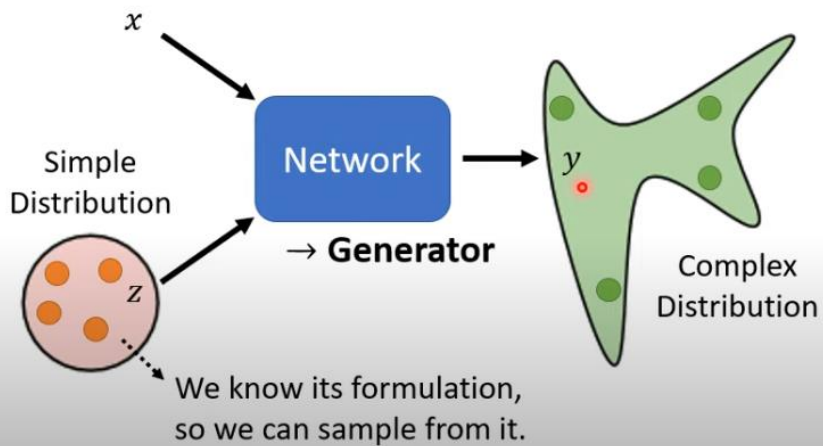 x
Simple
Distribution
z
Network
→ Generator
y
Complex
Distribution
We know its formulation,
so we can sample from it.